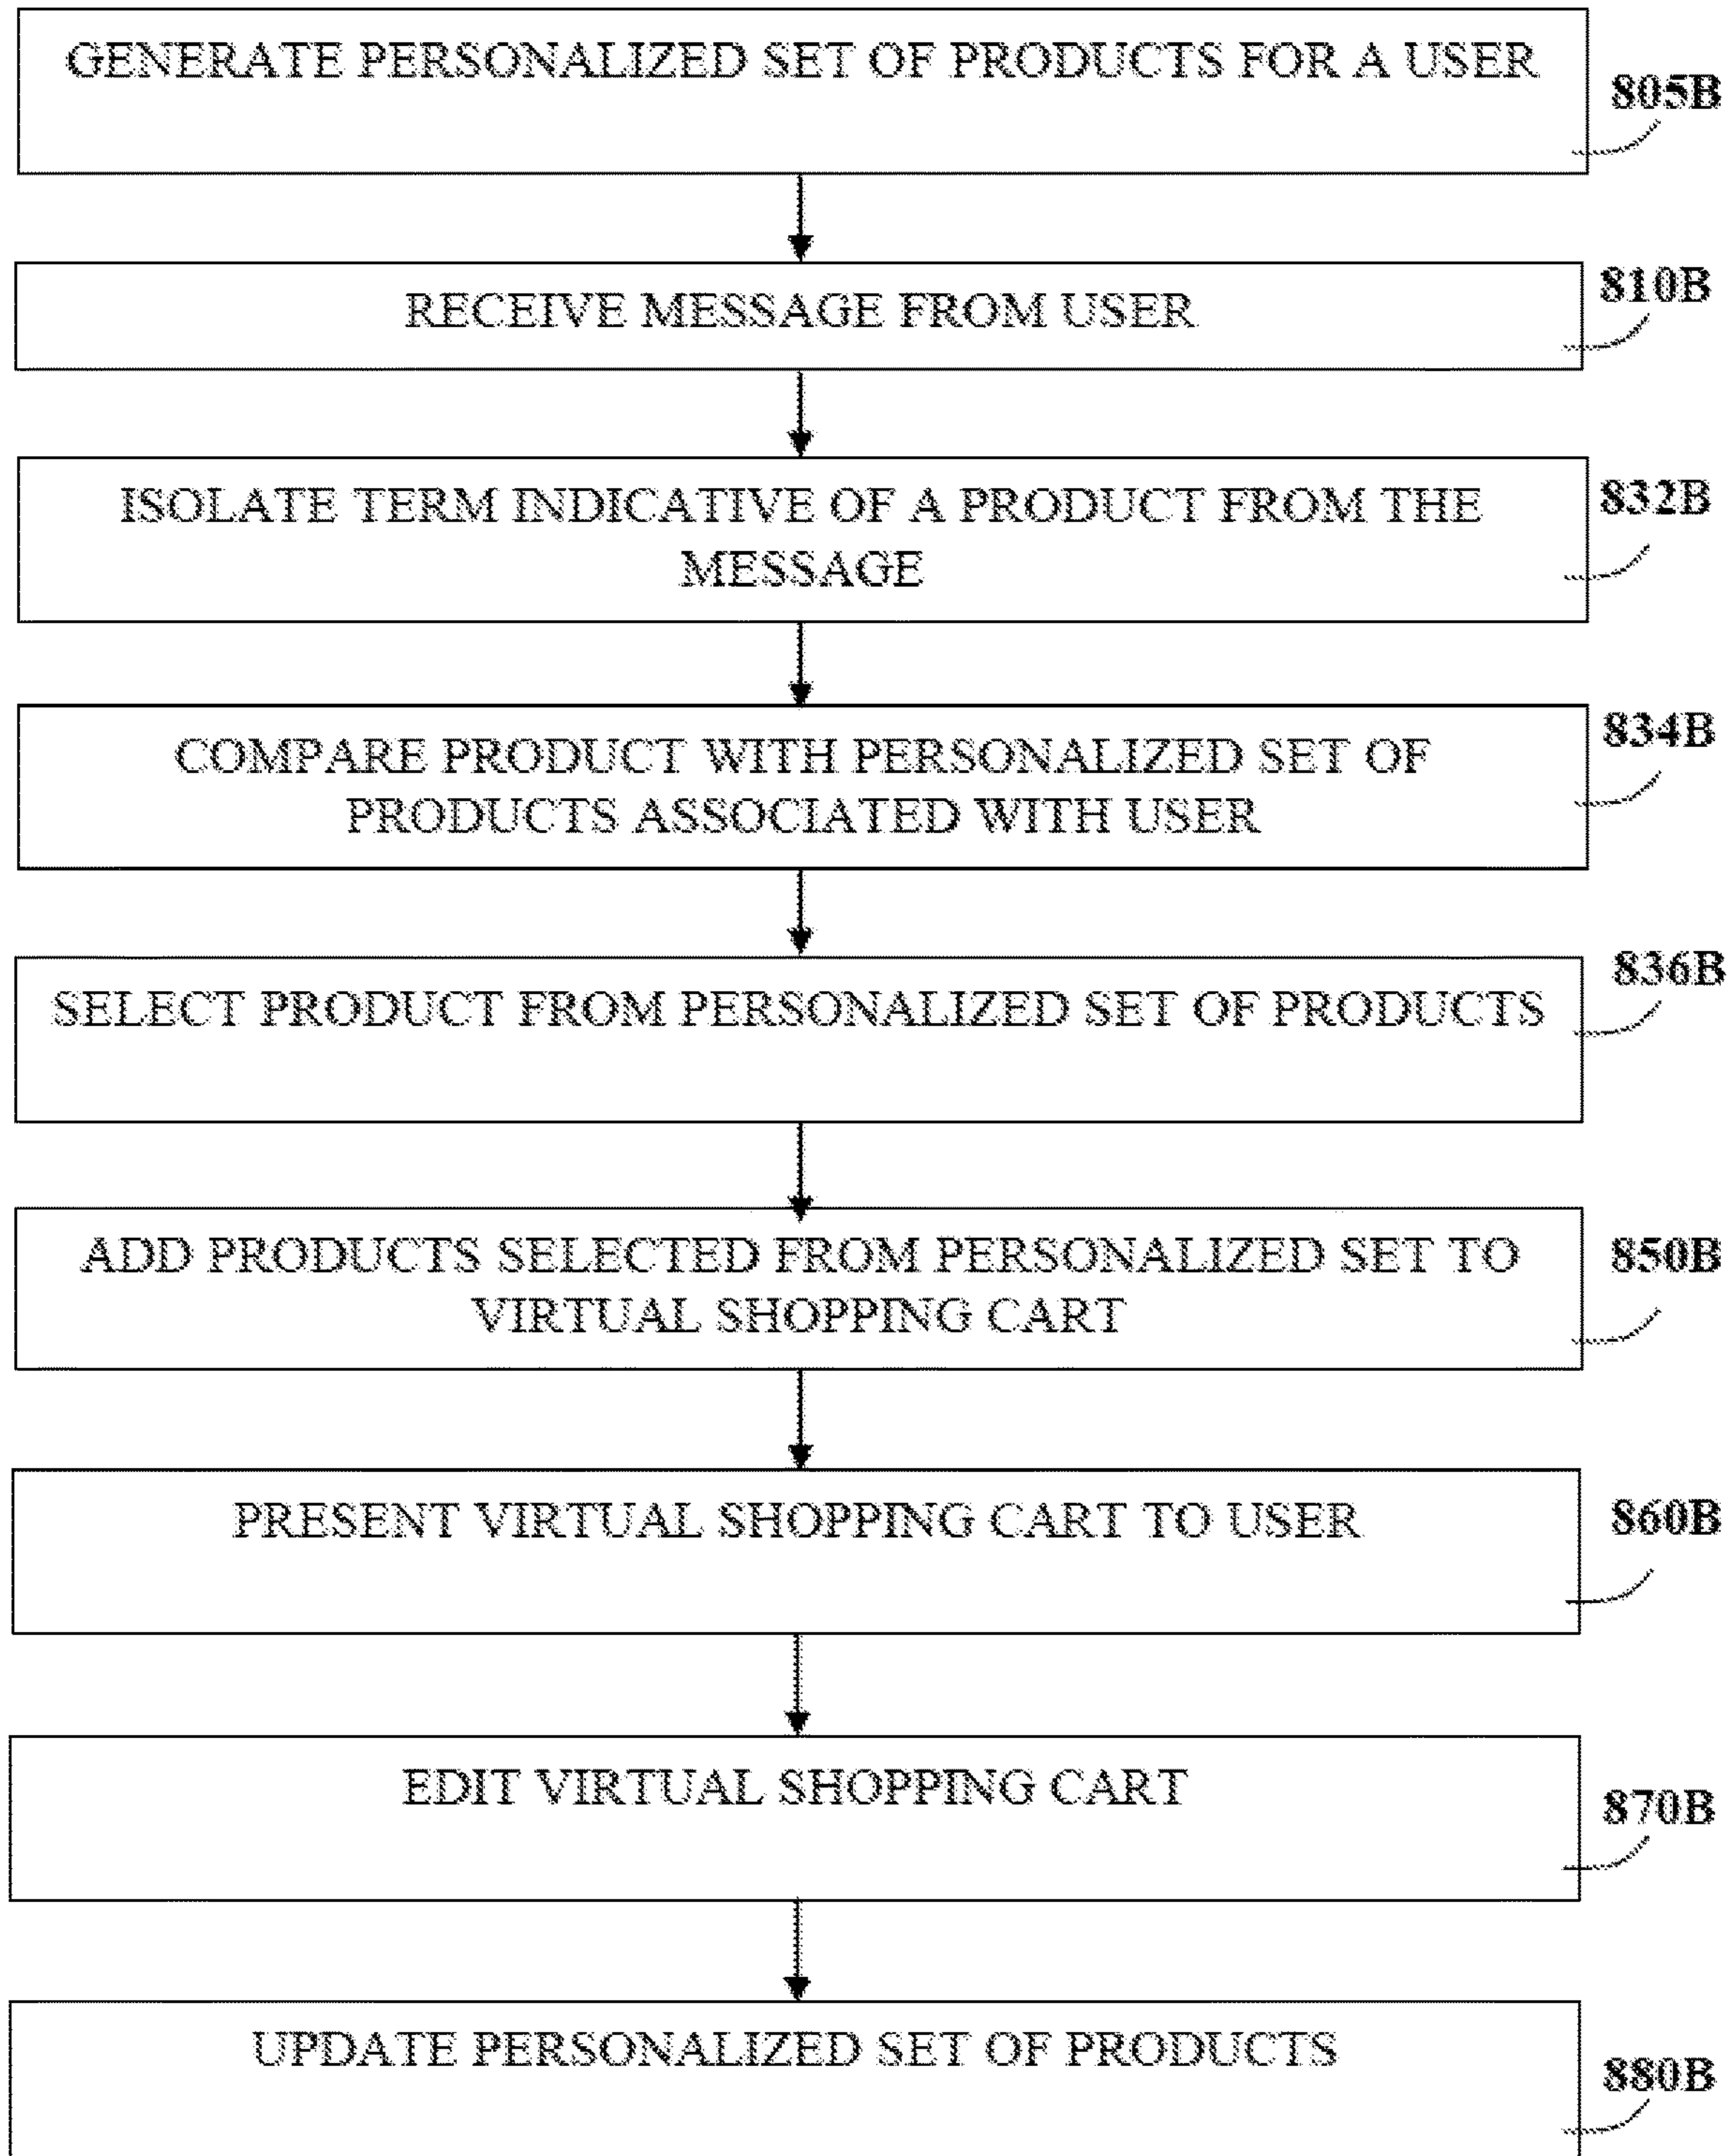 GENERATE PERSONALIZED SET OF PRODUCTS FOR A USER
805B
RECEIVE MESSAGE FROM USER
810B
ISOLATE TERM INDICATIVE OF A PRODUCT FROM THE
MESSAGE
832B
COMPARE PRODUCT WITH PERSONALIZED SET OF
PRODUCTS ASSOCIATED WITH USER
834B
SELECT PRODUCT FROM PERSONALIZED SET OF PRODUCTS
836B
ADD PRODUCTS SELECTED FROM PERSONALIZED SET TO
VIRTUAL SHOPPING CART
850B
PRESENT VIRTUAL SHOPPING CART TO USER
860B
EDIT VIRTUAL SHOPPING CART
870B
UPDATE PERSONALIZED SET OF PRODUCTS
880B